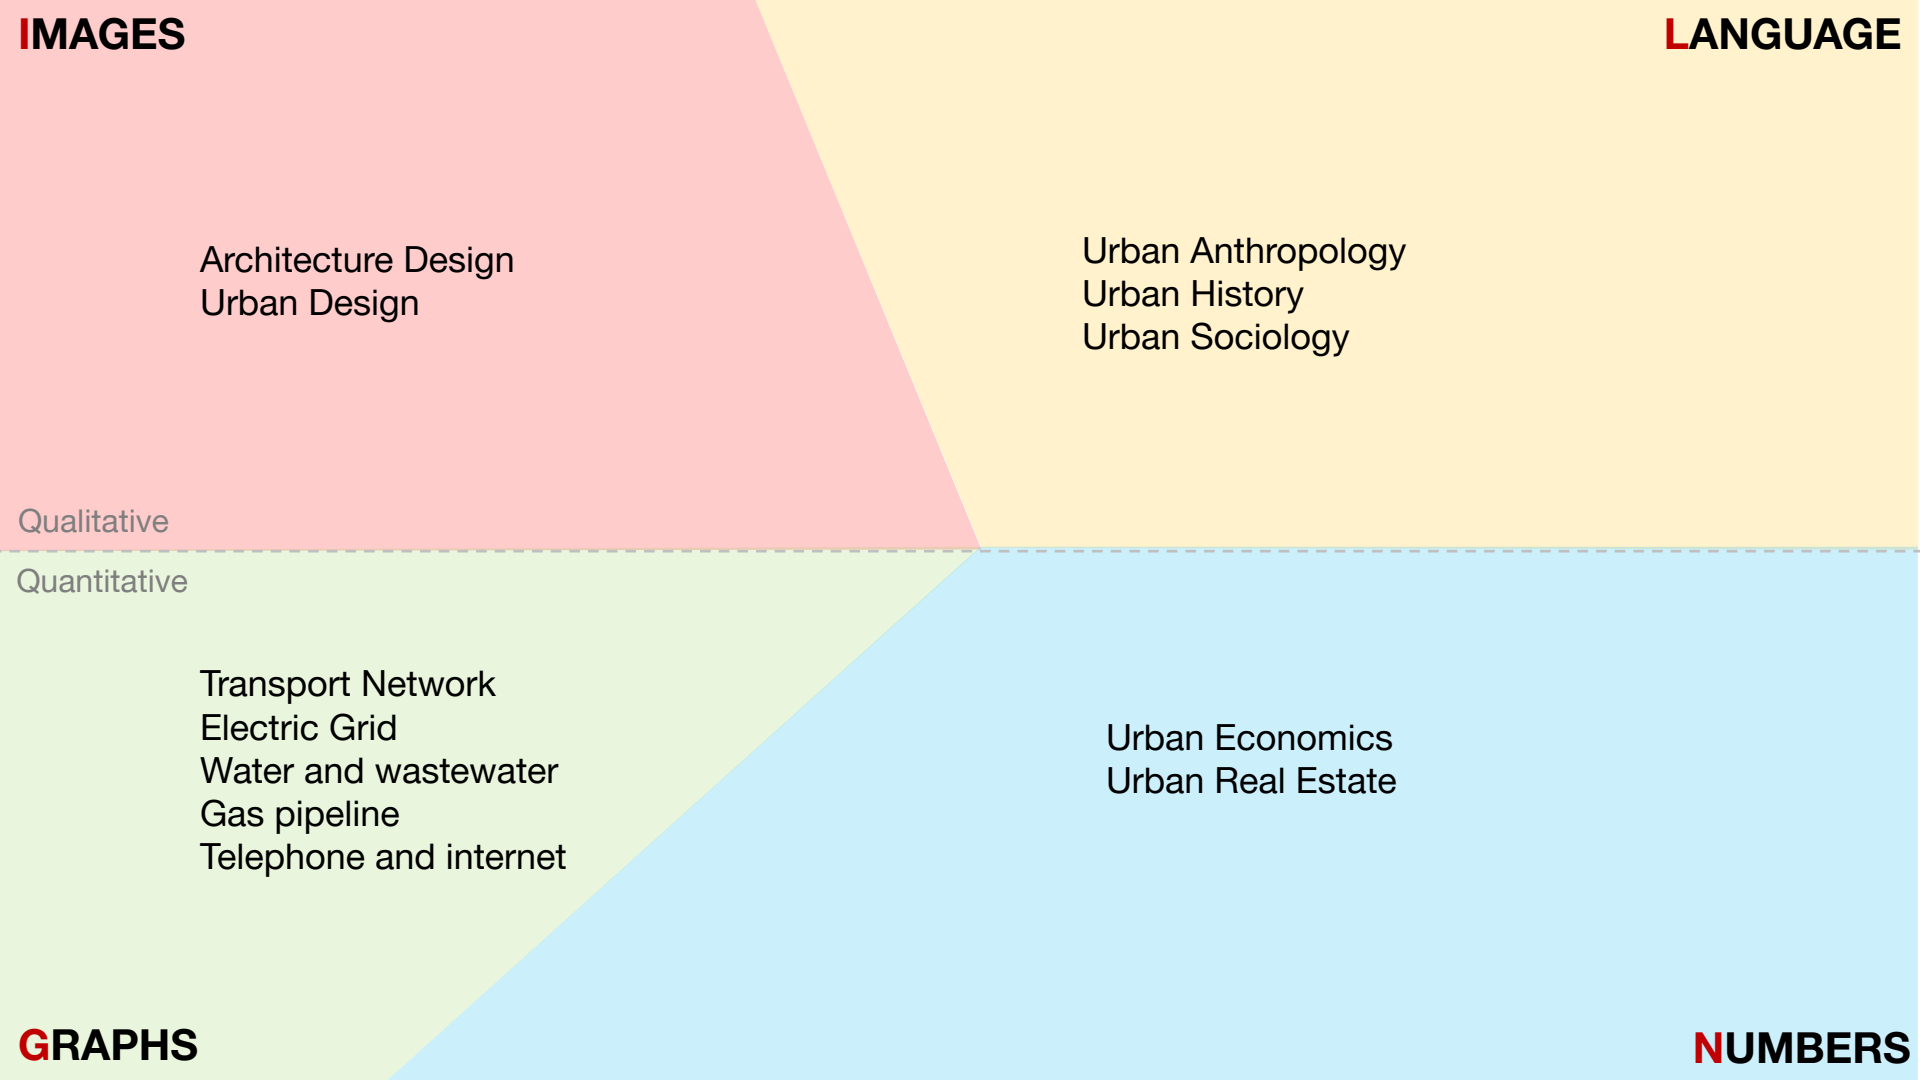 IMAGES
LANGUAGE
Architecture Design
Urban Design
Urban Anthropology
Urban History
Urban Sociology
Qualitative
Quantitative
Transport Network
Electric Grid
Water and wastewater
Gas pipeline
Telephone and internet
Urban Economics
Urban Real Estate
GRAPHS
NUMBERS